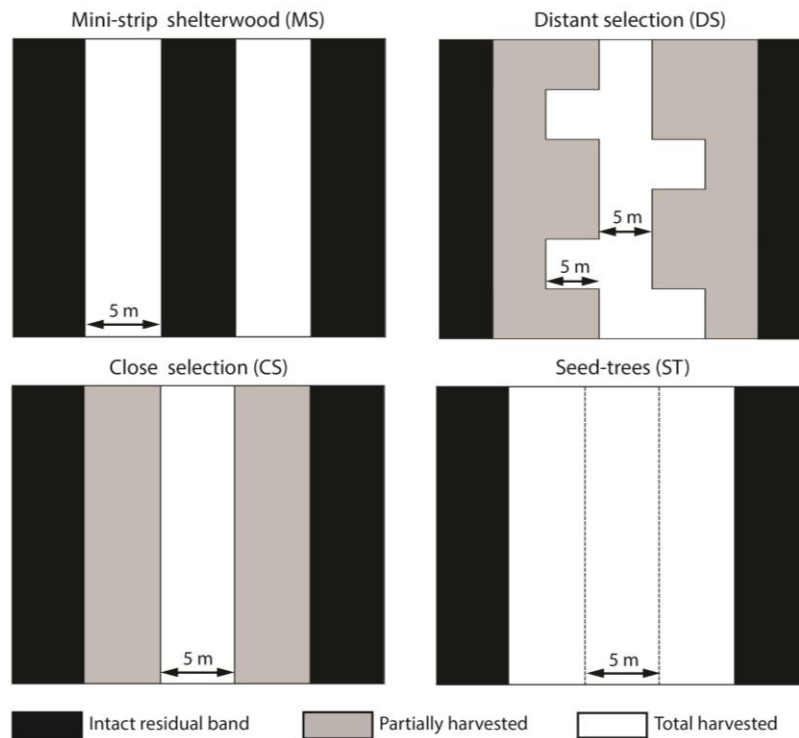 Mini-strip shelterwood (MS)
Distant selection (DS)
5 m
5 m
5 m
Close selection (CS)
Seed-trees (ST)
5 m
5 m
Intact residual band
Partially harvested
Total harvested